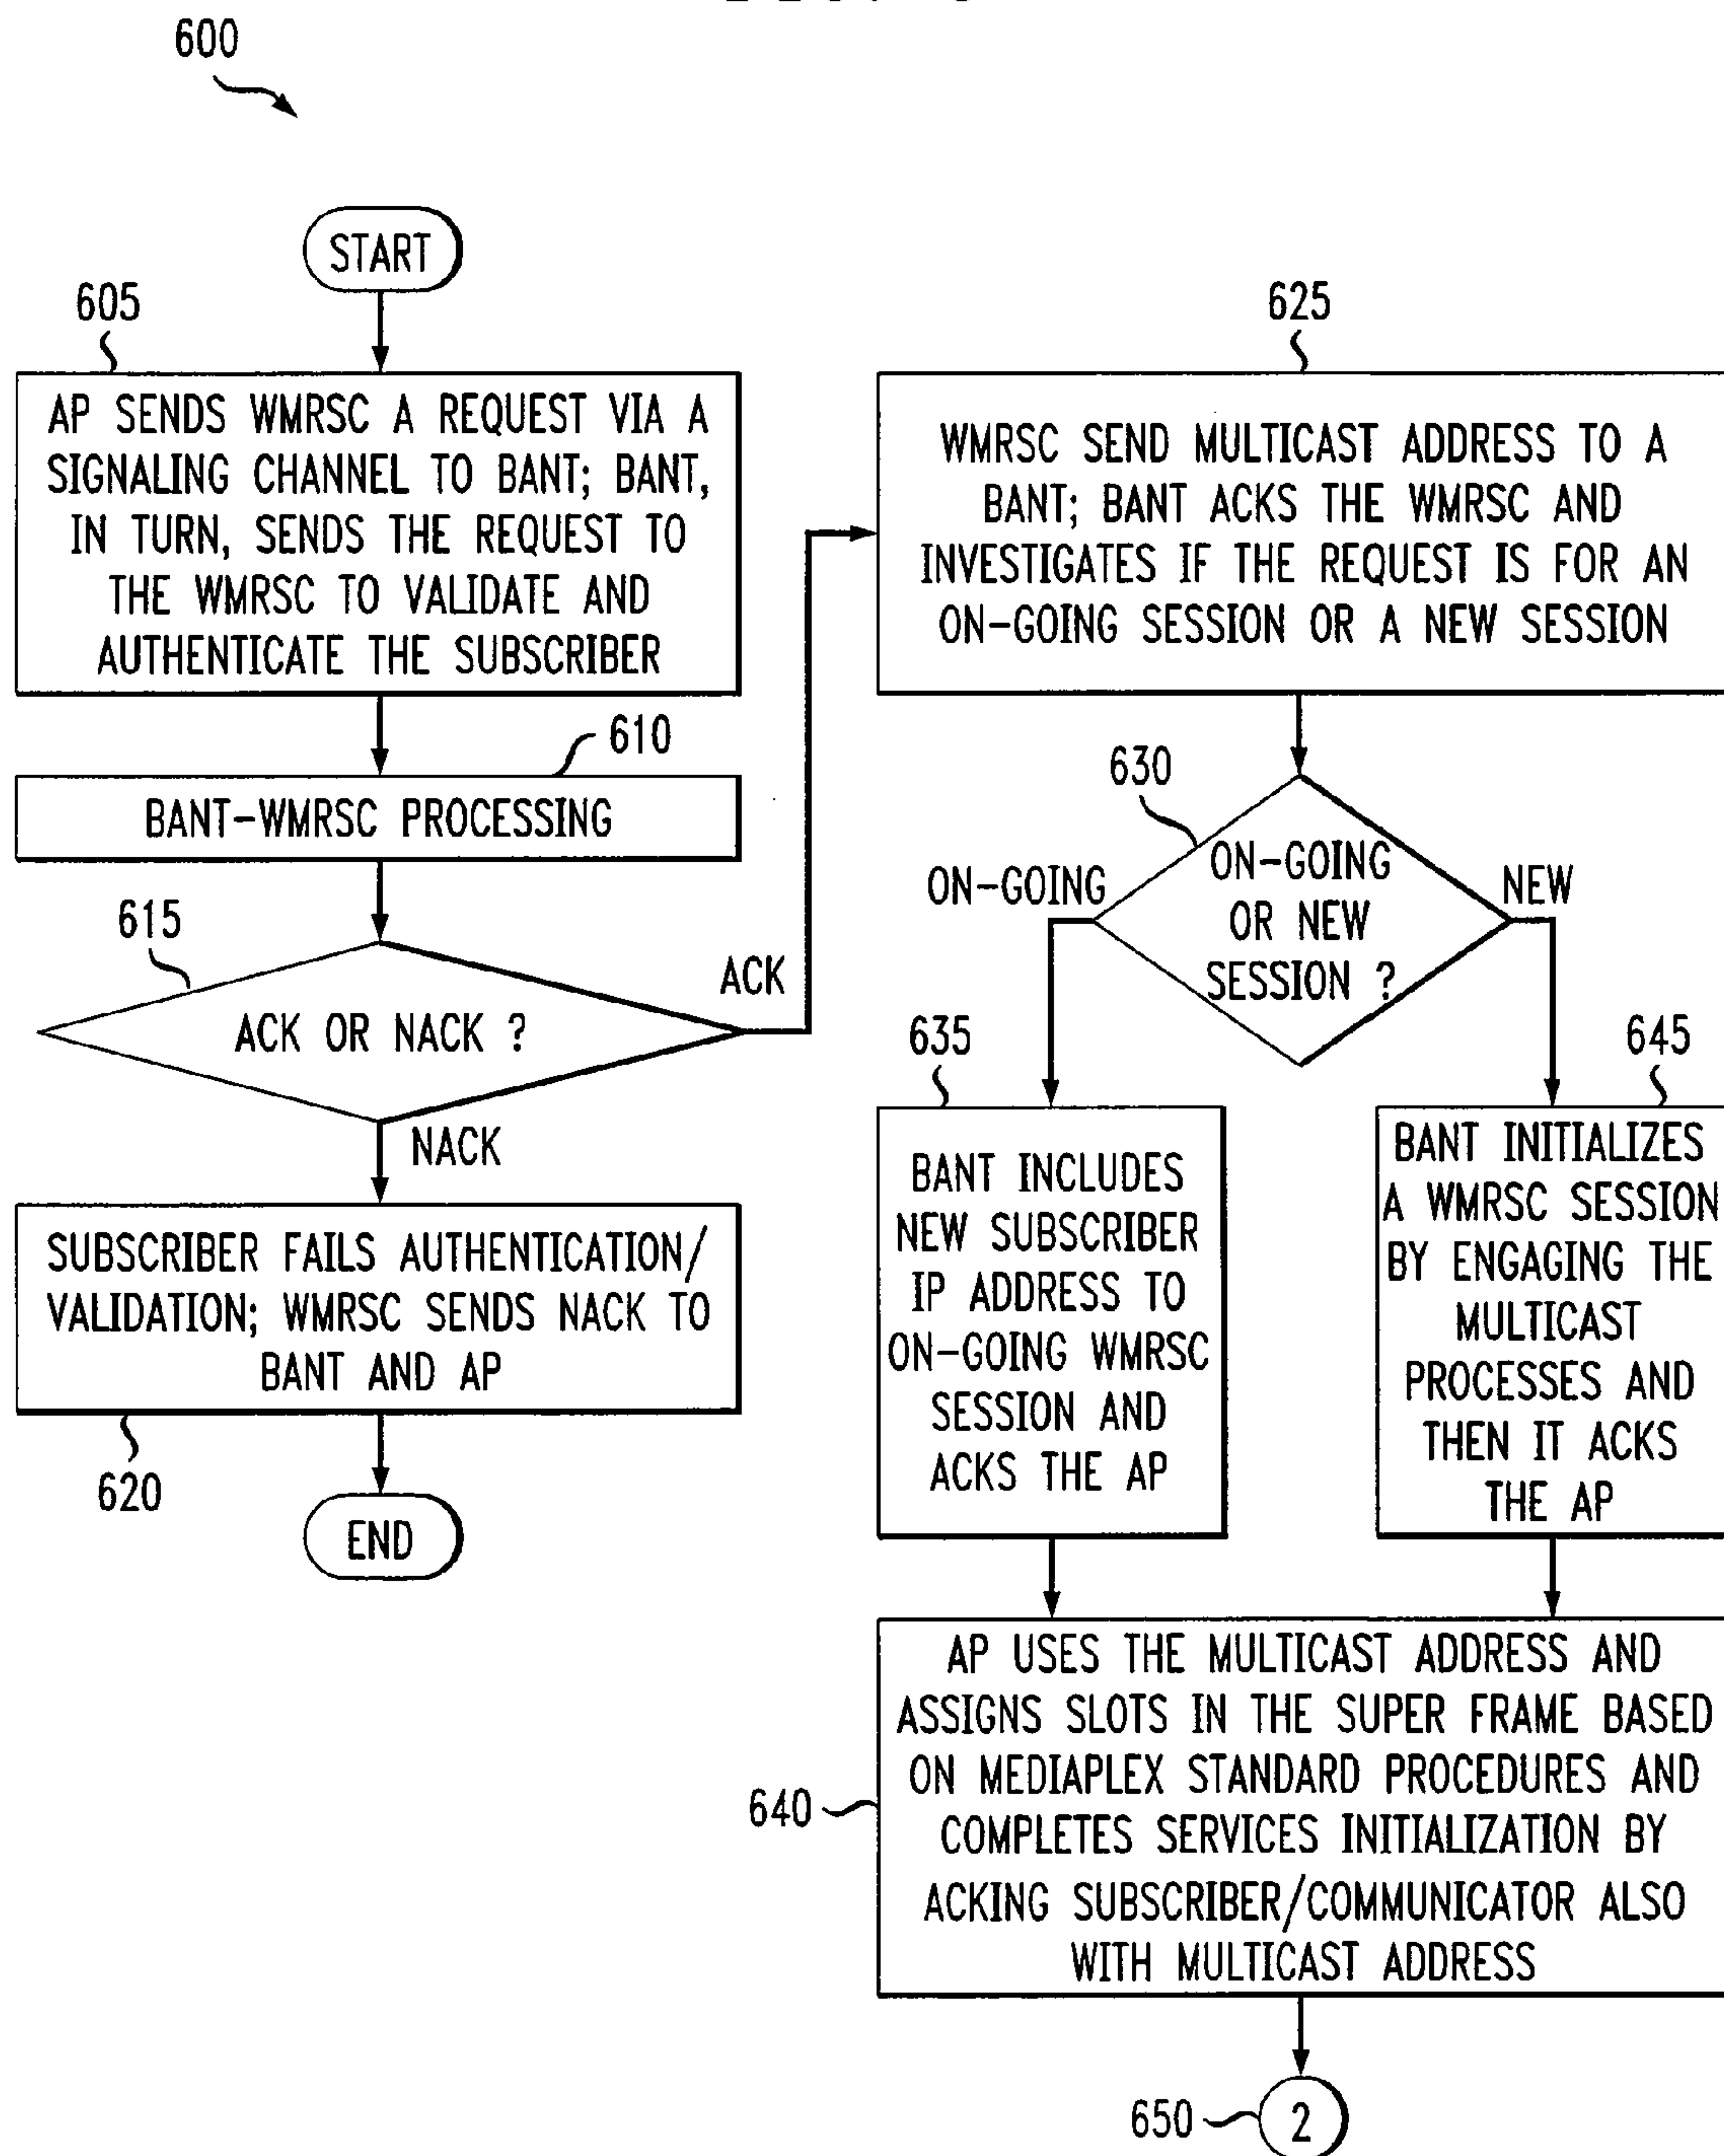 600
START
605
AP SENDS WMRSC A REQUEST VIA A
SIGNALING CHANNEL TO BANT; BANT,
IN TURN, SENDS THE REQUEST TO
THE WMRSC TO VALIDATE AND
AUTHENTICATE THE SUBSCRIBER
610
BANT-WMRSC PROCESSING
615
ACK OR NACK ?
ACK
NACK
SUBSCRIBER FAILS AUTHENTICATION/
VALIDATION; WMRSC SENDS NACK TO
BANT AND AP
620
END
625
WMRSC SEND MULTICAST ADDRESS TO A
BANT; BANT ACKS THE WMRSC AND
INVESTIGATES IF THE REQUEST IS FOR AN
ON-GOING SESSION OR A NEW SESSION
630
ON-GOING
OR NEW
SESSION ?
ON-GOING
NEW
635
BANT INCLUDES
NEW SUBSCRIBER
IP ADDRESS TO
ON-GOING WMRSC
SESSION AND
ACKS THE AP
645
BANT INITIALIZES
A WMRSC SESSION
BY ENGAGING THE
MULTICAST
PROCESSES AND
THEN IT ACKS
THE AP
640
AP USES THE MULTICAST ADDRESS AND
ASSIGNS SLOTS IN THE SUPER FRAME BASED
ON MEDIAPLEX STANDARD PROCEDURES AND
COMPLETES SERVICES INITIALIZATION BY
ACKING SUBSCRIBER/COMMUNICATOR ALSO
WITH MULTICAST ADDRESS
650
2